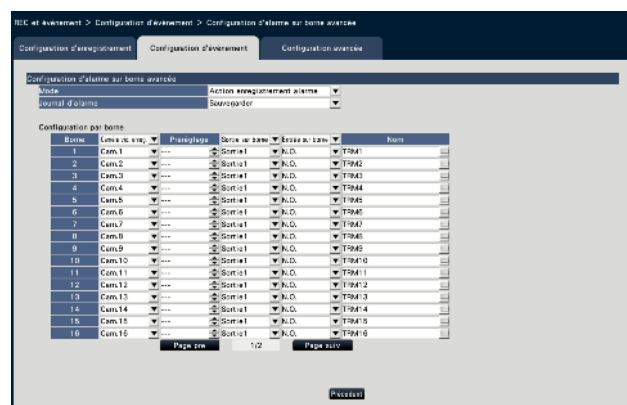 REC et événement > Configuration d'événement > Configuration d'alarme sur borne avancée
Configuration d'enregistrement Configuration d'événement Configuration avancée
Configuration d'alarme sur borne avancée
Mode Action enregistrement alarme
Journal d'alarme Sauvegarder
Configuration par borne
Borne Caméra vid. enreg Préréglage Sortie sur borne Entrée sur borne Nom
1 Cam.1 --- Sortie1 N.O. TRM1
2 Cam.2 --- Sortie1 N.O. TRM2
3 Cam.3 --- Sortie1 N.O. TRM3
4 Cam.4 --- Sortie1 N.O. TRM4
5 Cam.5 --- Sortie1 N.O. TRM5
6 Cam.6 --- Sortie1 N.O. TRM6
7 Cam.7 --- Sortie1 N.O. TRM7
8 Cam.8 --- Sortie1 N.O. TRM8
9 Cam.9 --- Sortie1 N.O. TRM9
10 Cam.10 --- Sortie1 N.O. TRM10
11 Cam.11 --- Sortie1 N.O. TRM11
12 Cam.12 --- Sortie1 N.O. TRM12
13 Cam.13 --- Sortie1 N.O. TRM13
14 Cam.14 --- Sortie1 N.O. TRM14
15 Cam.15 --- Sortie1 N.O. TRM15
16 Cam.16 --- Sortie1 N.O. TRM16
Page pre 1/2 Page suiv
Précédent